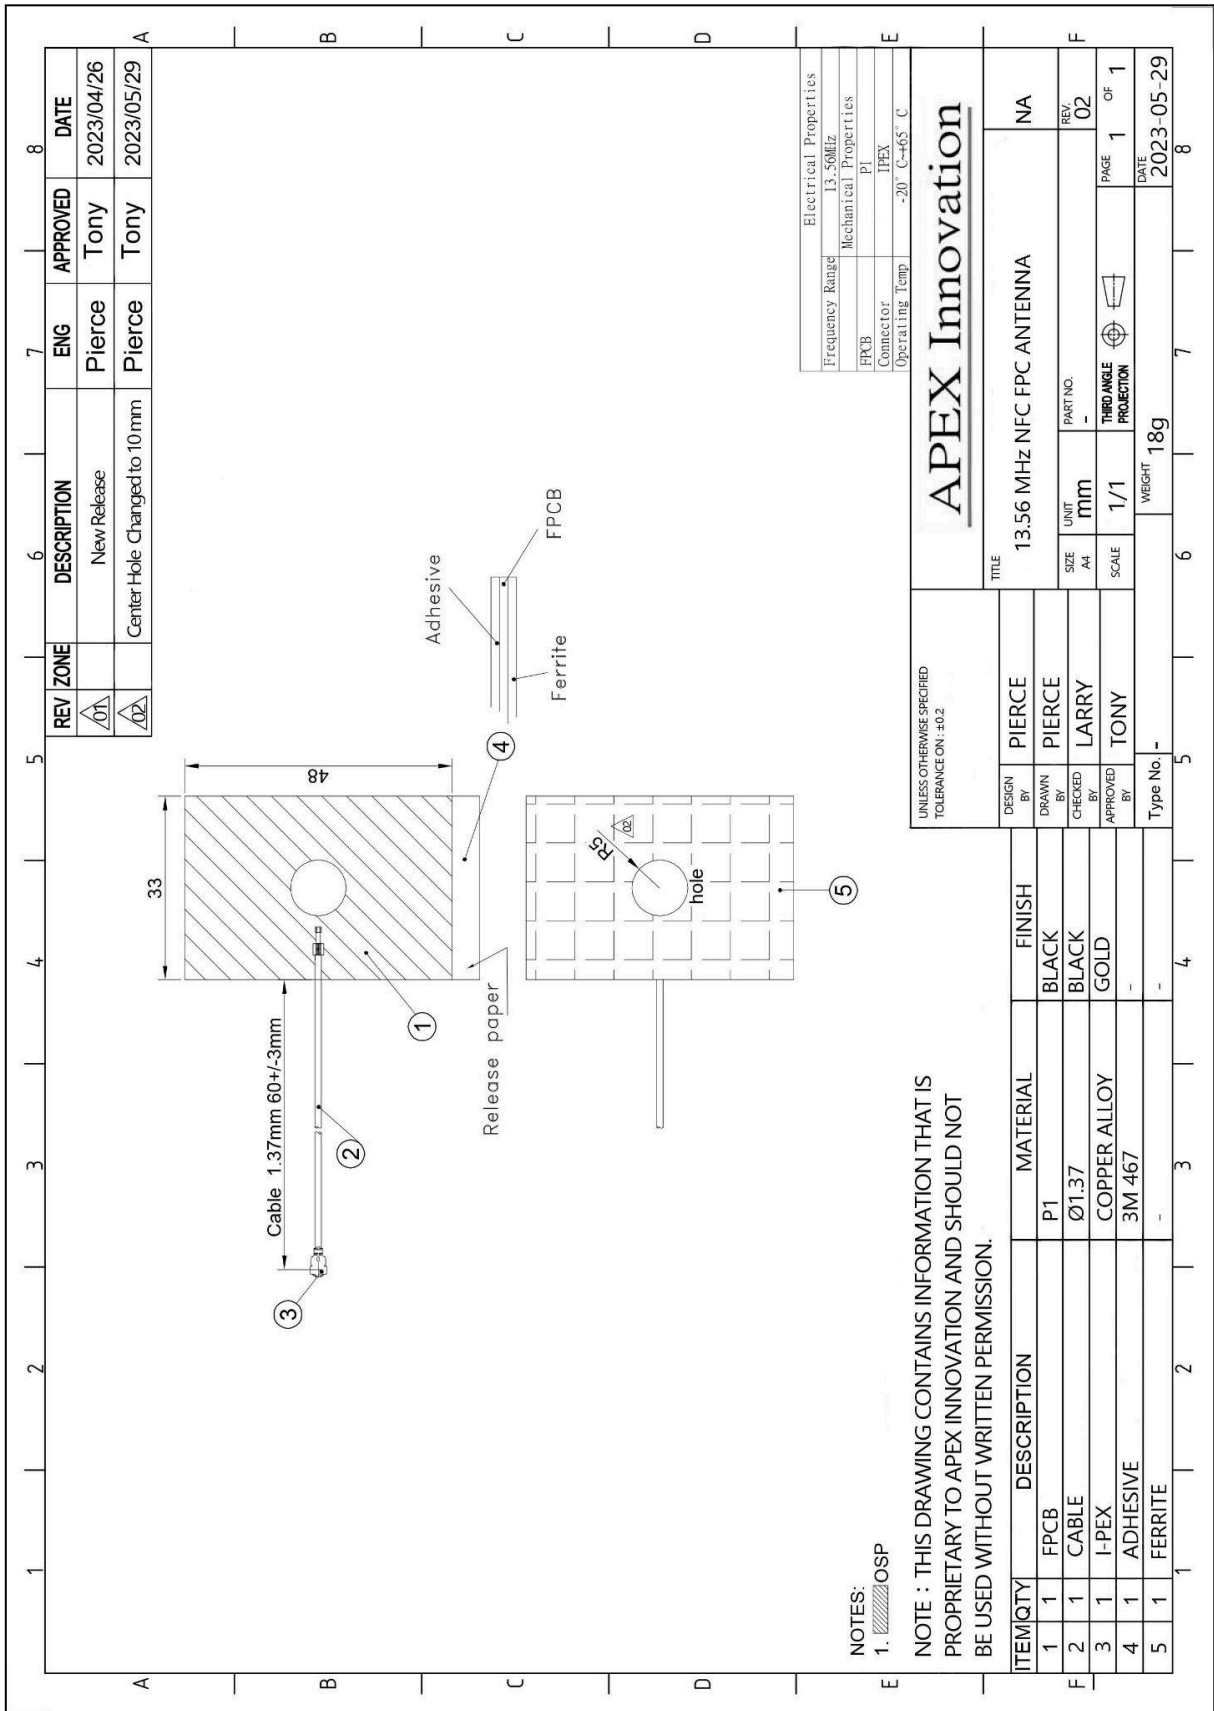 1 2 3 4 5 6 7 8
REV ZONE DESCRIPTION ENG APPROVED DATE
01 New Release Pierce Tony 2023/04/26
02 Center Hole Changed to 10mm Pierce Tony 2023/05/29
A
B
C
D
E
F
A
B
C
D
E
F
33
48
Cable 1.37mm 60+/-3mm
3
2
1
4
Release paper
Adhesive
FPCB
Ferrite
R5
02
hole
5
Electrical Properties
Frequency Range 13.56MHz
Mechanical Properties
FPCB PI
Connector IPEX
Operating Temp -20° C~+65° C
NOTES:
1. OSP
NOTE : THIS DRAWING CONTAINS INFORMATION THAT IS
PROPRIETARY TO APEX INNOVATION AND SHOULD NOT
BE USED WITHOUT WRITTEN PERMISSION.
ITEM QTY DESCRIPTION MATERIAL FINISH
1 1 FPCB P1 BLACK
2 1 CABLE Ø1.37 BLACK
3 1 I-PEX COPPER ALLOY GOLD
4 1 ADHESIVE 3M 467 -
5 1 FERRITE - -
UNLESS OTHERWISE SPECIFIED
TOLERANCE ON : ±0.2
DESIGN BY PIERCE
DRAWN BY PIERCE
CHECKED BY LARRY
APPROVED BY TONY
Type No. -
APEX Innovation
TITLE
13.56 MHz NFC FPC ANTENNA NA
SIZE A4 UNIT mm PART NO. - REV. 02
SCALE 1/1 THIRD ANGLE PROJECTION PAGE 1 OF 1
WEIGHT 18g DATE 2023-05-29
1 2 3 4 5 6 7 8